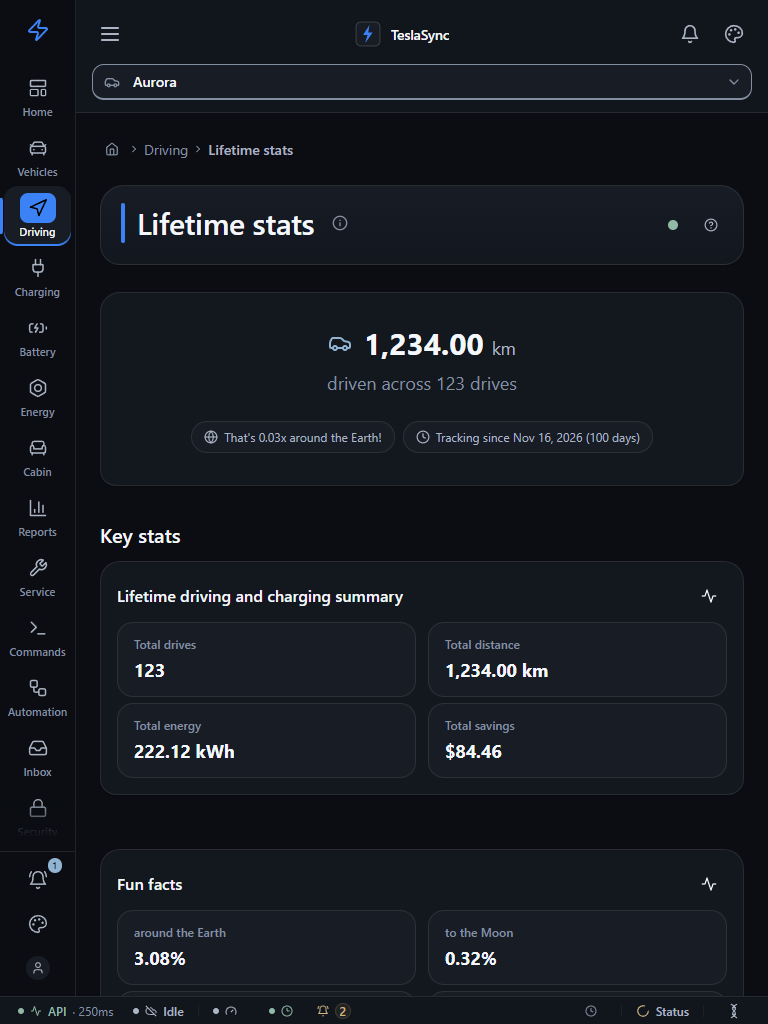 TeslaSync
Aurora
Home
Vehicles
Driving
Charging
Battery
Energy
Cabin
Reports
Service
Commands
Automation
Inbox
Security
1
Driving
Lifetime stats
Lifetime stats
1,234.00 km
driven across 123 drives
That's 0.03x around the Earth!
Tracking since Nov 16, 2026 (100 days)
Key stats
Lifetime driving and charging summary
Total drives
123
Total distance
1,234.00 km
Total energy
222.12 kWh
Total savings
$84.46
Fun facts
around the Earth
3.08%
to the Moon
0.32%
API · 250ms
Idle
2
Status